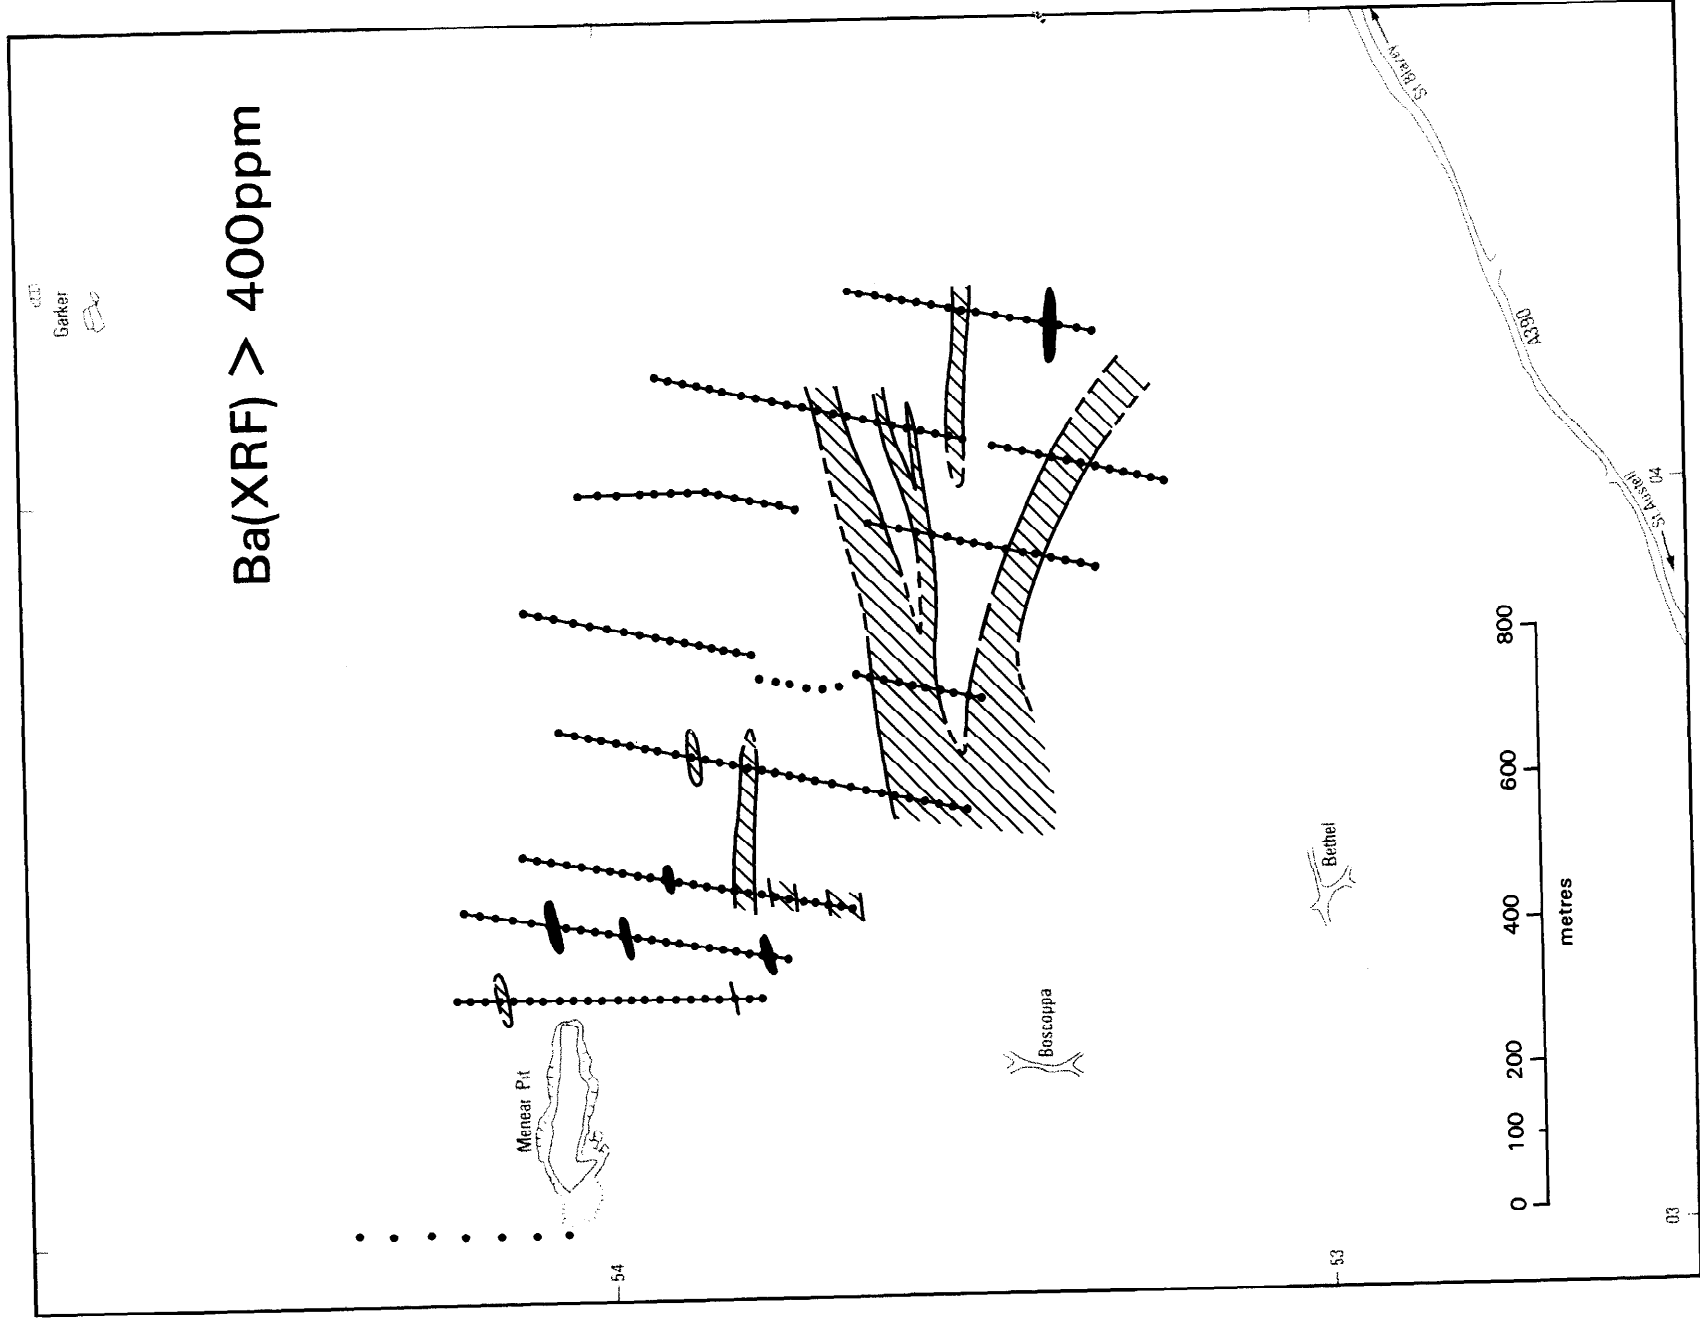 Ba(XRF) > 400ppm
Garker
St Blazey
A390
St Austell
04
Menear Pit
Boscoppa
Bethel
54
53
03
0 100 200 400 600 800
metres